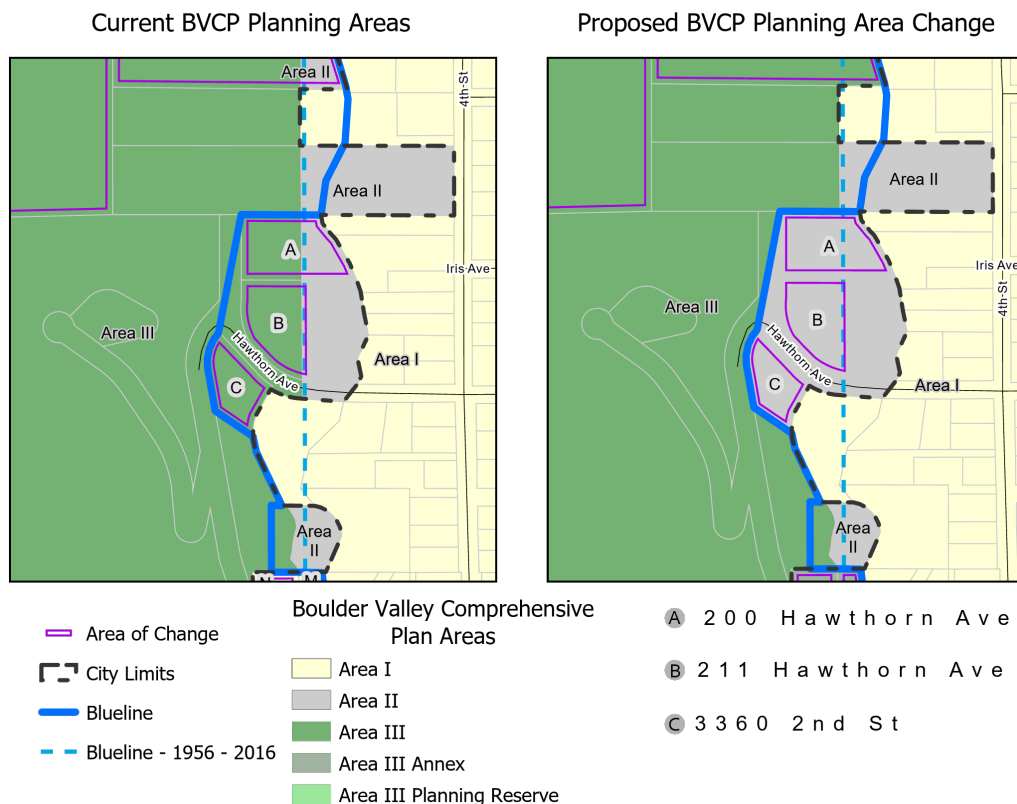 Current BVCP Planning Areas
Area II
4th St
Area II
A
Iris Ave
B
Area III
Hawthorn Ave
Area I
C
Area
II
N
M
Proposed BVCP Planning Area Change
Area II
A
Iris Ave
4th St
Area III
B
Hawthorn Ave
C
Area I
Area
II
Area of Change
City Limits
Blueline
Blueline - 1956 - 2016
Boulder Valley Comprehensive
Plan Areas
Area I
Area II
Area III
Area III Annex
Area III Planning Reserve
A 200 Hawthorn Ave
B 211 Hawthorn Ave
C 3360 2nd St